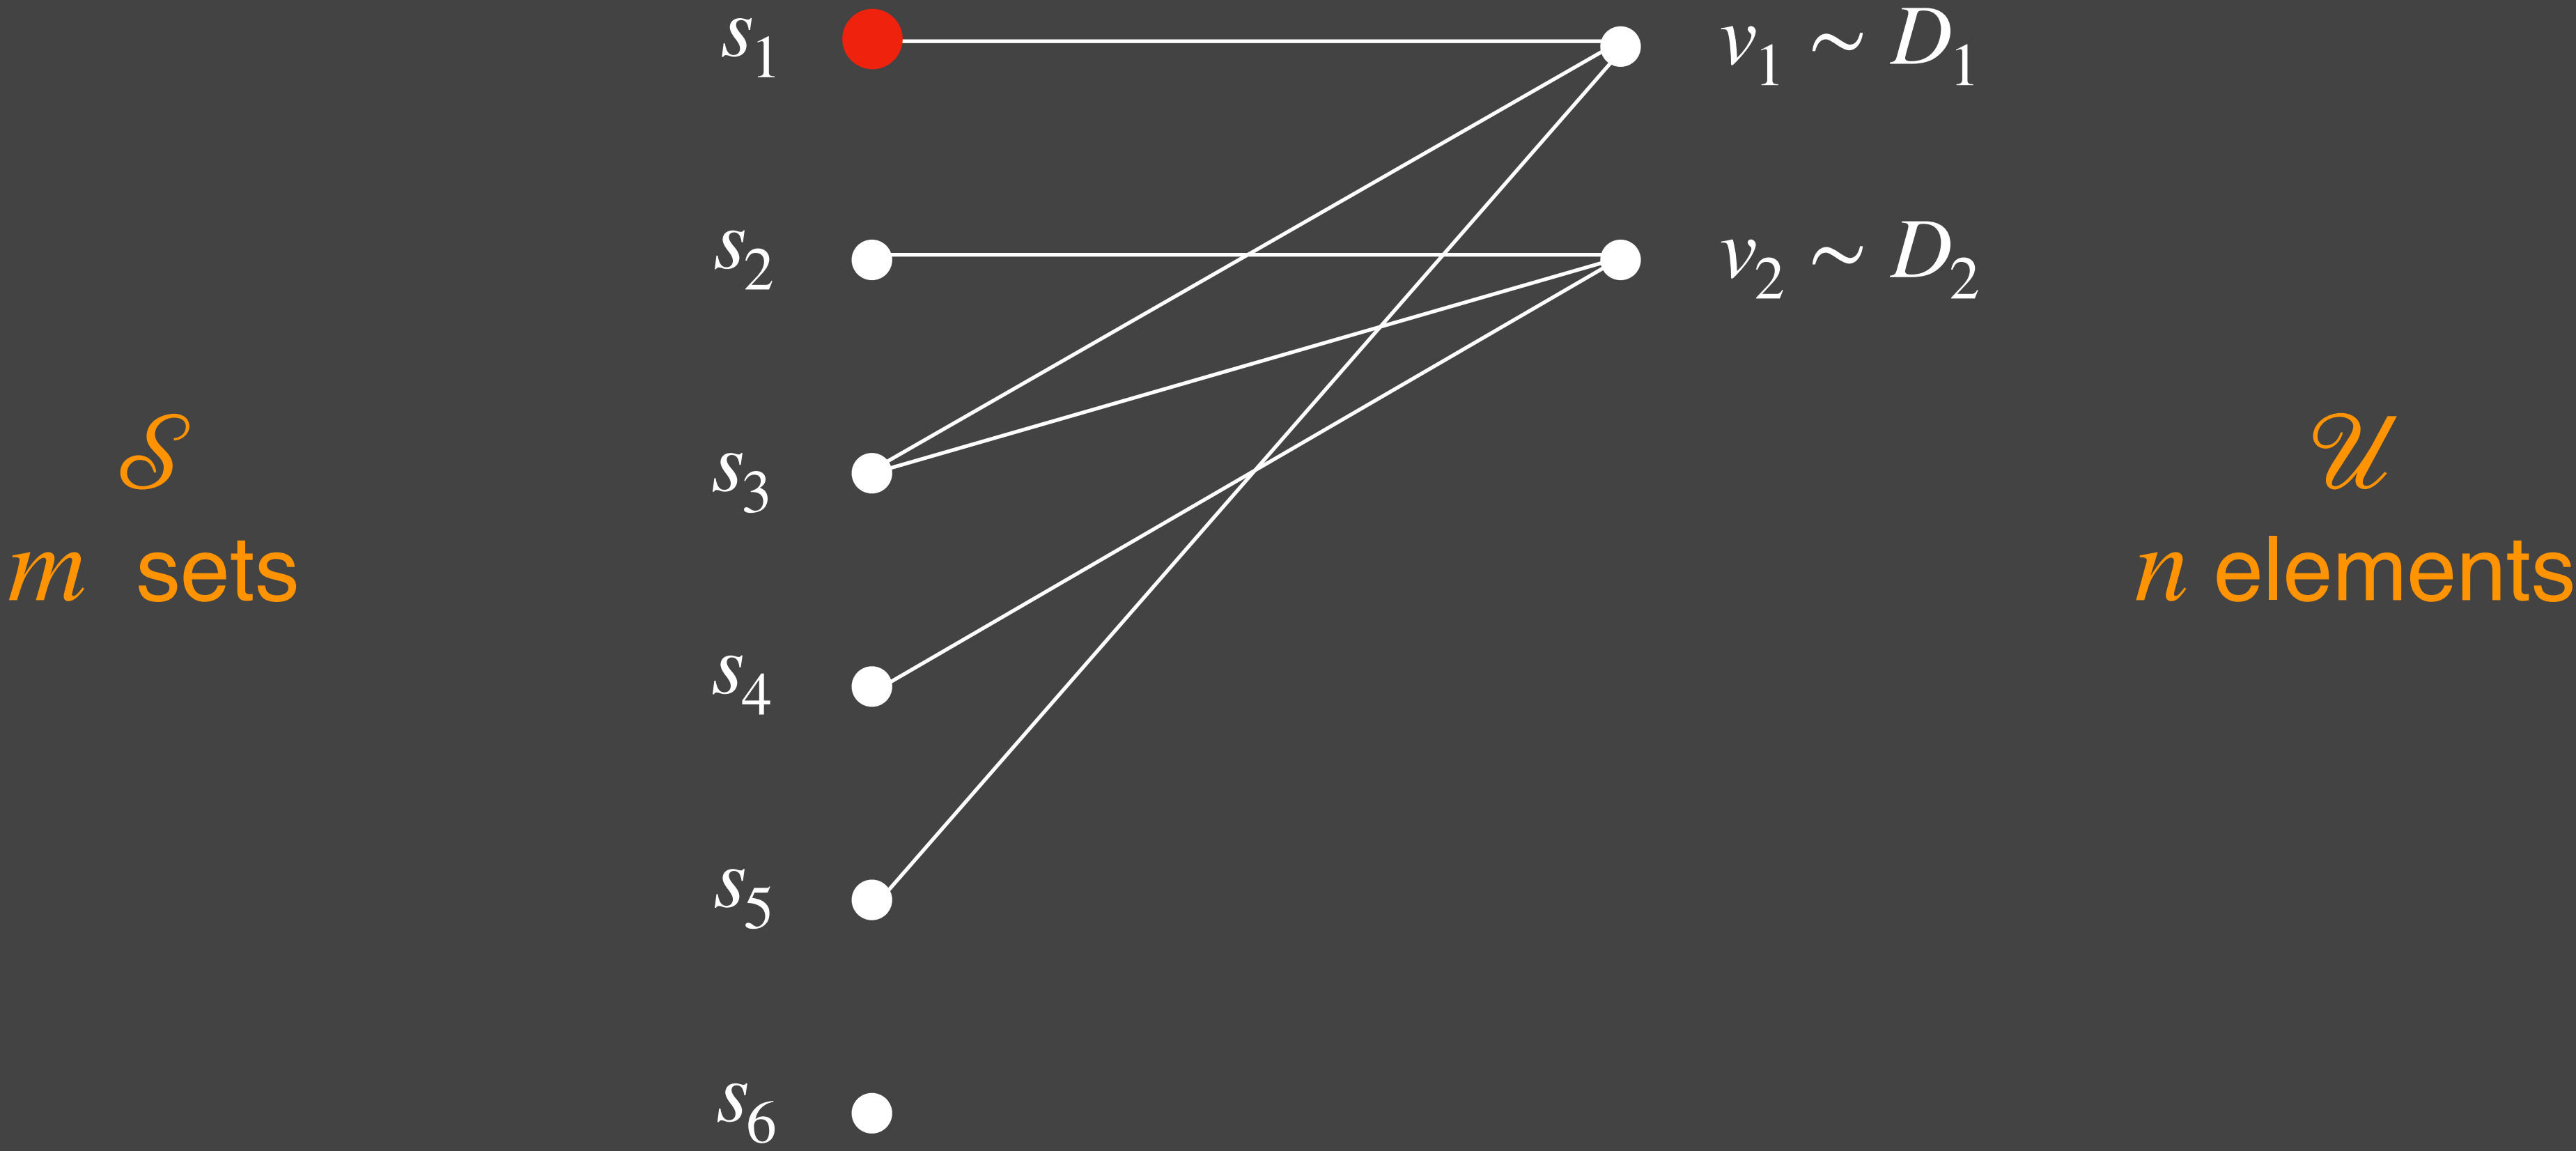 s₁
v₁ ~ D₁
s₂
v₂ ~ D₂
𝒮
𝒰
s₃
m sets
n elements
s₄
s₅
s₆